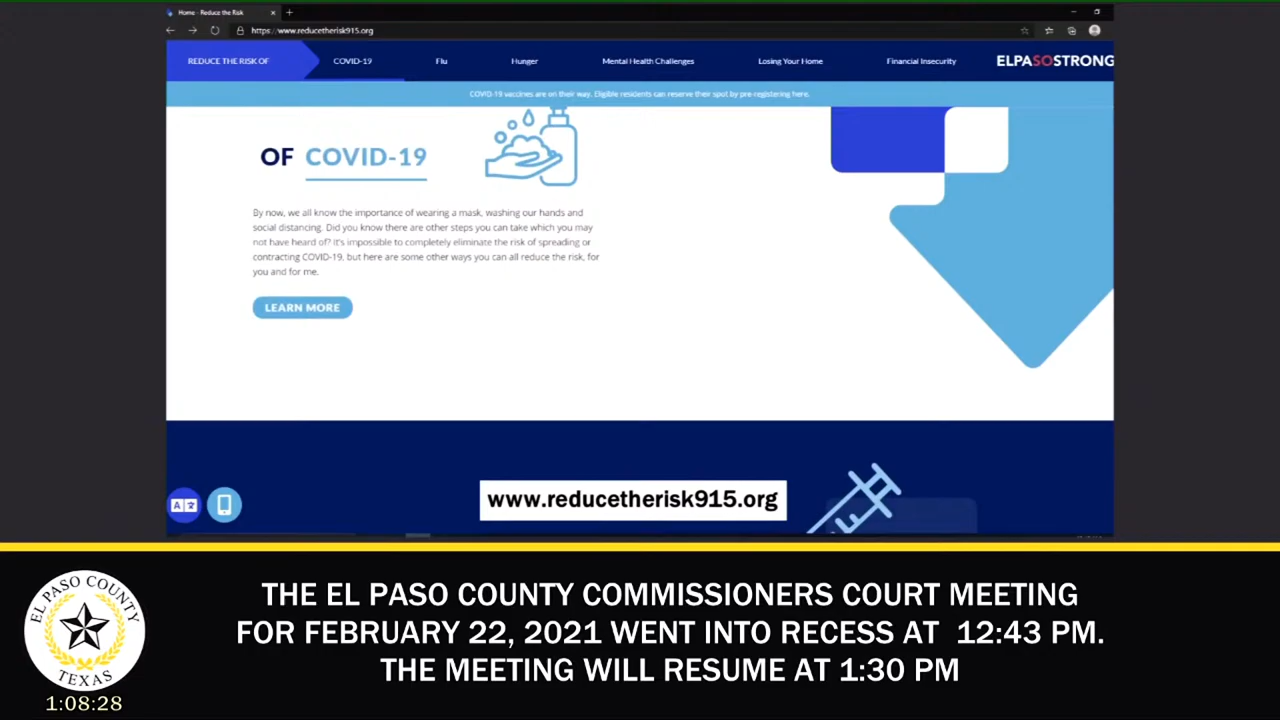 Home - Reduce the Risk
https://www.reducetherisk915.org
REDUCE THE RISK OF
COVID-19
Flu
Hunger
Mental Health Challenges
Losing Your Home
Financial Insecurity
ELPASOSTRONG
COVID-19 vaccines are on their way. Eligible residents can reserve their spot by pre registering here.
OF COVID-19
By now, we all know the importance of wearing a mask, washing our hands and
social distancing. Did you know there are other steps you can take which you may
not have heard of? It's impossible to completely eliminate the risk of spreading or
contracting COVID-19, but here are some other ways you can all reduce the risk, for
you and for me.
LEARN MORE
A
www.reducetherisk915.org
EL PASO COUNTY
TEXAS
1:08:28
THE EL PASO COUNTY COMMISSIONERS COURT MEETING
FOR FEBRUARY 22, 2021 WENT INTO RECESS AT 12:43 PM.
THE MEETING WILL RESUME AT 1:30 PM